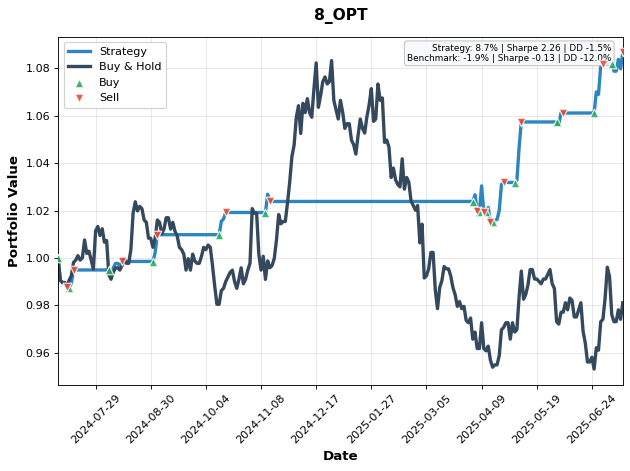 8_OPT
Strategy: 8.7% | Sharpe 2.26 | DD -1.5%
Benchmark: -1.9% | Sharpe -0.13 | DD -12.0%
Strategy
Buy & Hold
Buy
Sell
Portfolio Value
1.08
1.06
1.04
1.02
1.00
0.98
0.96
2024-07-29
2024-08-30
2024-10-04
2024-11-08
2024-12-17
2025-01-27
2025-03-05
2025-04-09
2025-05-19
2025-06-24
Date